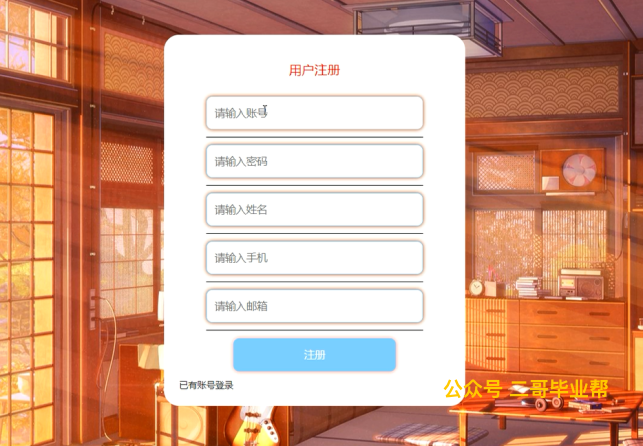 用户注册
请输入账号
请输入密码
请输入姓名
请输入手机
请输入邮箱
注册
已有账号登录
公众号 三哥毕业帮